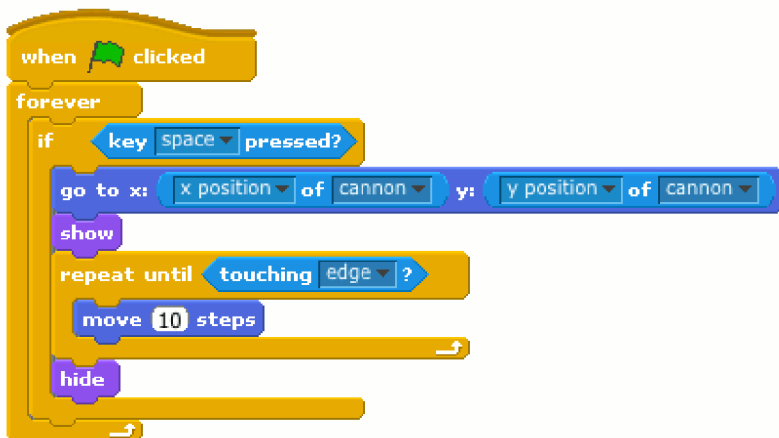 when clicked
forever
if key space pressed?
go to x: x position of cannon y: y position of cannon
show
repeat until touching edge ?
move 10 steps
hide